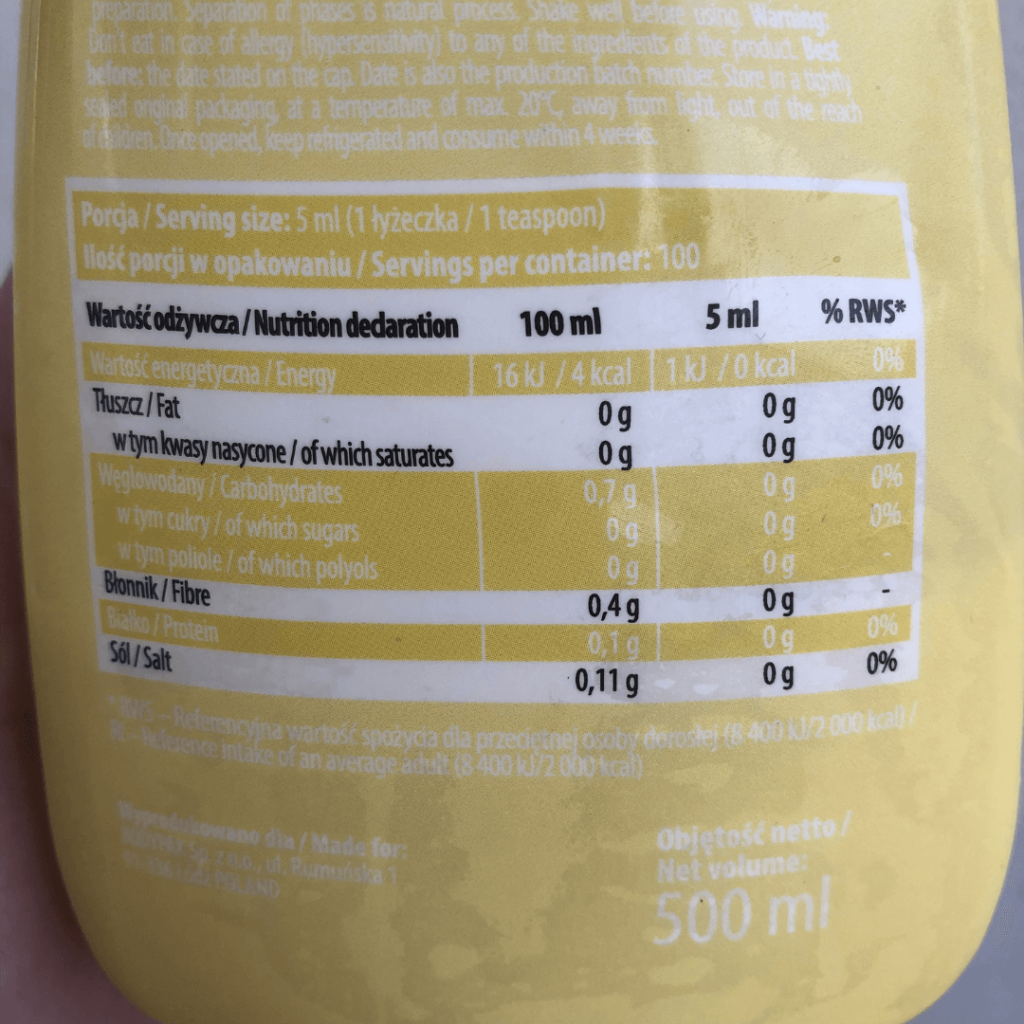 preparation. Separation of phases is natural process. Shake well before using. Warning:
Don't eat in case of allergy (hypersensitivity) to any of the ingredients of the product. Best
before: the date stated on the cap. Date is also the production batch number. Store in a tightly
sealed original packaging, at a temperature of max. 20°C, away from light, out of the reach
of children. Once opened, keep refrigerated and consume within 4 weeks.
Porcja / Serving size: 5 ml (1 łyżeczka / 1 teaspoon)
Ilość porcji w opakowaniu / Servings per container: 100
Wartość odżywcza / Nutrition declaration 100 ml 5 ml % RWS*
Wartość energetyczna / Energy 16 kJ / 4 kcal 1 kJ / 0 kcal 0%
Tłuszcz / Fat 0 g 0 g 0%
w tym kwasy nasycone / of which saturates 0 g 0 g 0%
Węglowodany / Carbohydrates 0,7 g 0 g 0%
w tym cukry / of which sugars 0 g 0 g 0%
w tym poliole / of which polyols 0 g 0 g -
Błonnik / Fibre 0,4 g 0 g -
Białko / Protein 0,1 g 0 g 0%
Sól / Salt 0,11 g 0 g 0%
*RWS – Referencyjna wartość spożycia dla przeciętnej osoby dorosłej (8 400 kJ/2 000 kcal) /
RI – Reference intake of an average adult (8 400 kJ/2 000 kcal)
Wyprodukowano dla / Made for:
Sp. z o.o., ul. Rumuńska 1
POLAND
Objętość netto /
Net volume:
500 ml